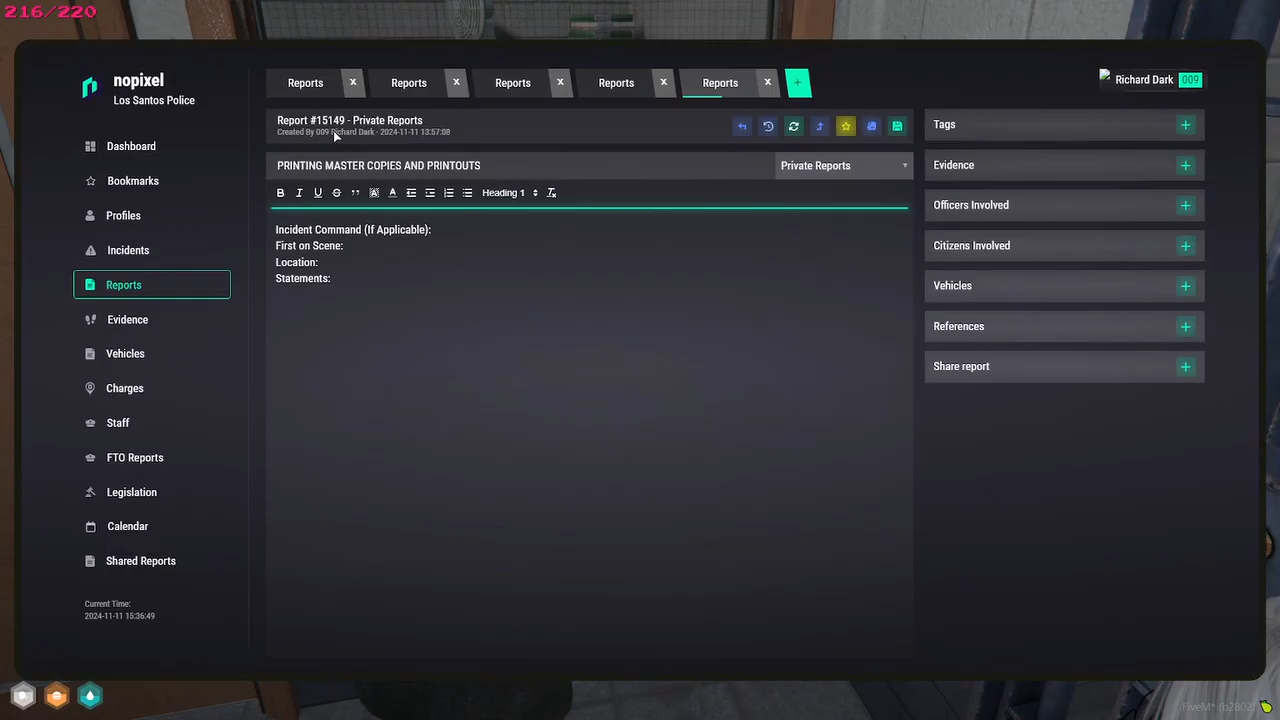 216/220
nopixel
Los Santos Police
Reports x Reports x Reports x Reports x Reports x +
Richard Dark 009
Report #15149 - Private Reports
Created By 009 Richard Dark - 2024-11-11 13:57:08
PRINTING MASTER COPIES AND PRINTOUTS
Private Reports
B I U S Heading 1
Incident Command (If Applicable):
First on Scene:
Location:
Statements:
Dashboard
Bookmarks
Profiles
Incidents
Reports
Evidence
Vehicles
Charges
Staff
FTO Reports
Legislation
Calendar
Shared Reports
Current Time:
2024-11-11 15:36:49
Tags +
Evidence +
Officers Involved +
Citizens Involved +
Vehicles +
References +
Share report +
FiveM* (b2802)